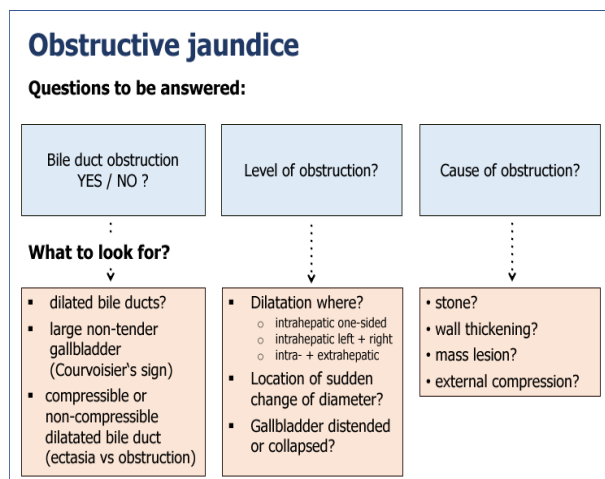 Obstructive jaundice
Questions to be answered:
Bile duct obstruction
YES / NO ?
Level of obstruction?
Cause of obstruction?
What to look for?
▪ dilated bile ducts?
▪ large non-tender
gallbladder
(Courvoisier's sign)
▪ compressible or
non-compressible
dilatated bile duct
(ectasia vs obstruction)
▪ Dilatation where?
o intrahepatic one-sided
o intrahepatic left + right
o intra- + extrahepatic
▪ Location of sudden
change of diameter?
▪ Gallbladder distended
or collapsed?
• stone?
• wall thickening?
• mass lesion?
• external compression?